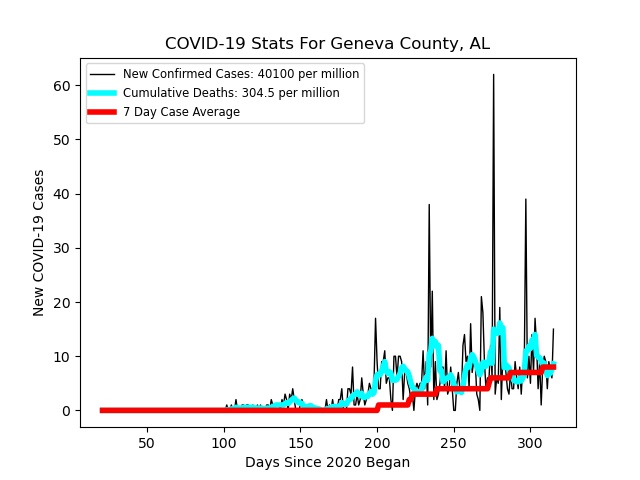 COVID-19 Stats For Geneva County, AL
New Confirmed Cases: 40100 per million
Cumulative Deaths: 304.5 per million
7 Day Case Average
New COVID-19 Cases
60
50
40
30
20
10
0
50 100 150 200 250 300
Days Since 2020 Began